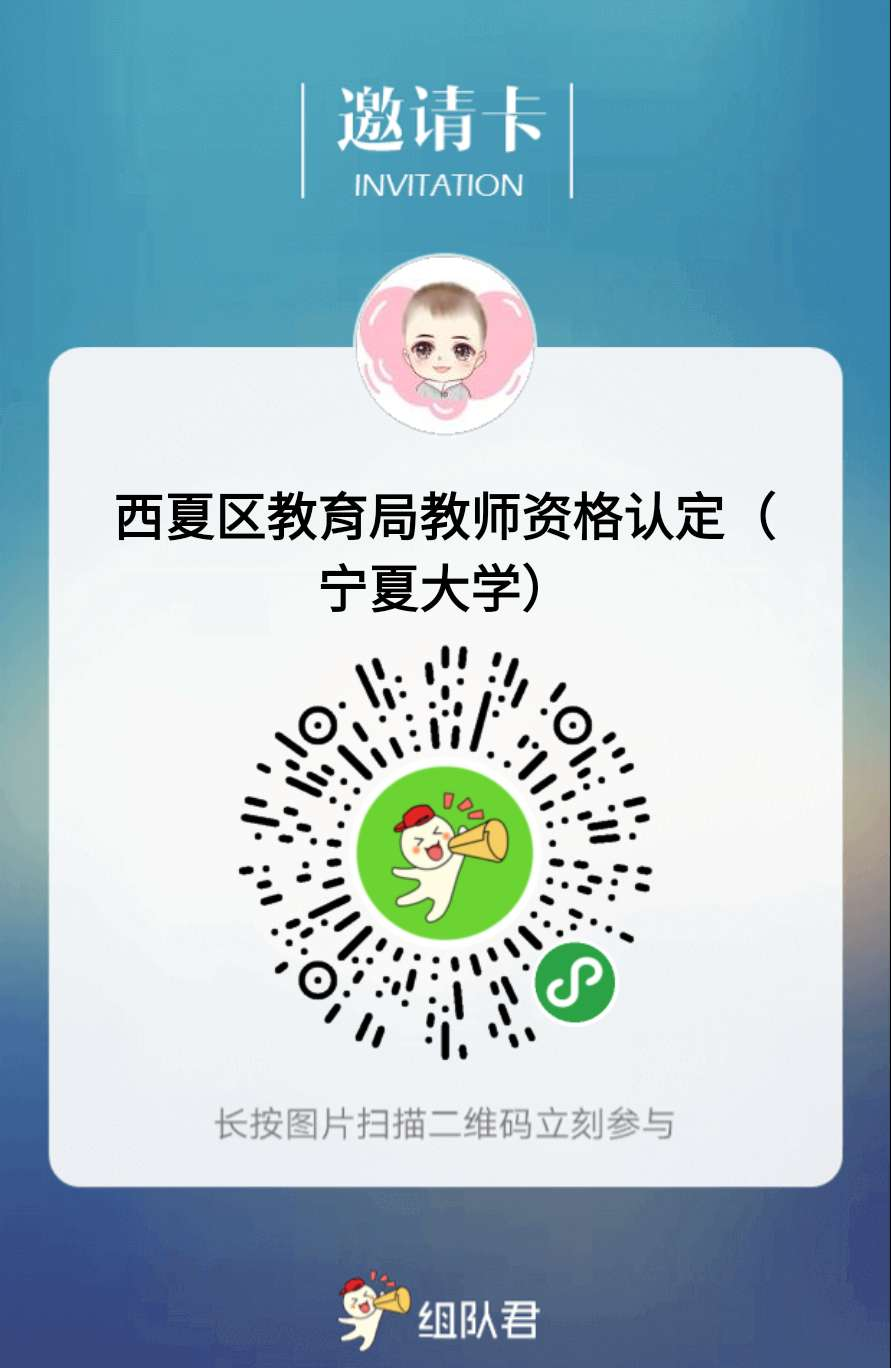 邀请卡
INVITATION
西夏区教育局教师资格认定（
宁夏大学）
长按图片扫描二维码立刻参与
组队君